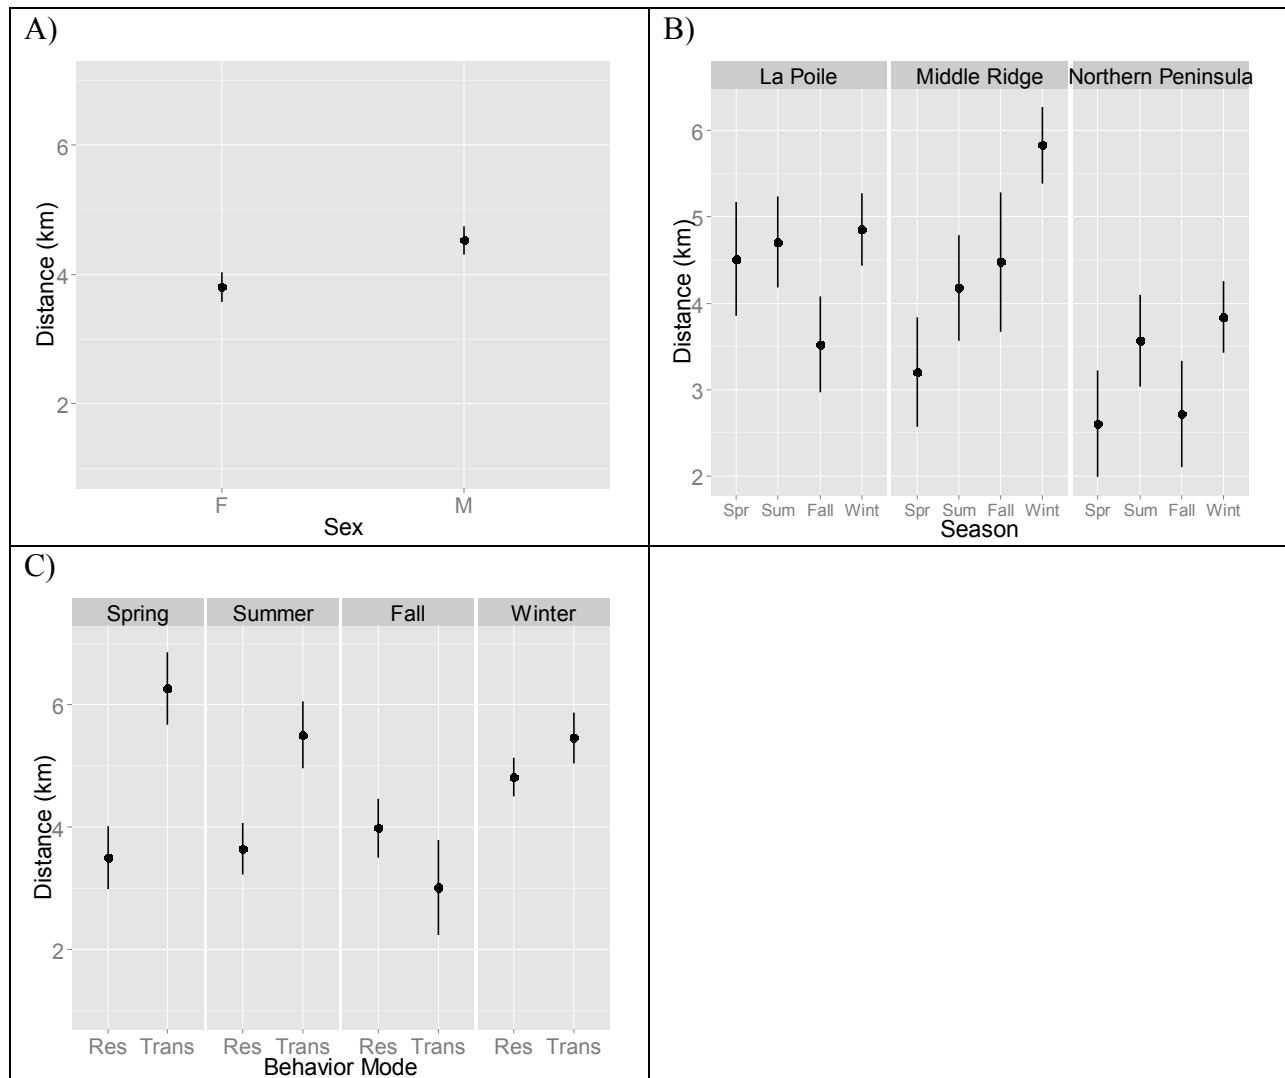 A)
6
4
2
Distance (km)
F M
Sex
B)
La Poile Middle Ridge Northern Peninsula
6
5
4
3
2
Distance (km)
Spr Sum Fall Wint Spr Sum Fall Wint Spr Sum Fall Wint
Season
C)
Spring Summer Fall Winter
6
4
2
Distance (km)
Res Trans Res Trans Res Trans Res Trans
Behavior Mode